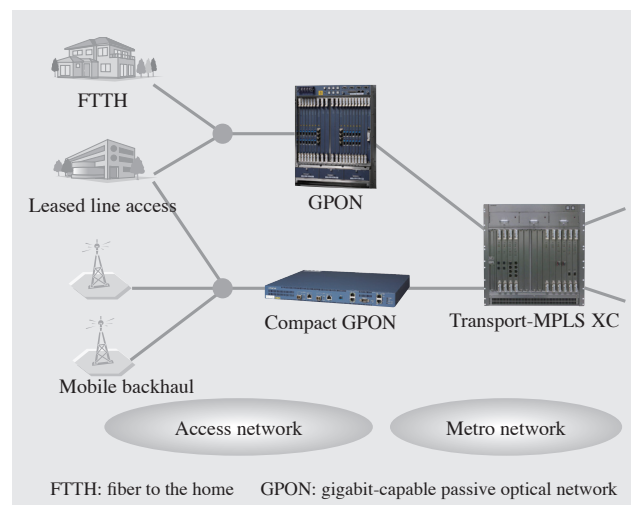 FTTH
Leased line access
GPON
Compact GPON
Transport-MPLS XC
Mobile backhaul
Access network
Metro network
FTTH: fiber to the home
GPON: gigabit-capable passive optical network